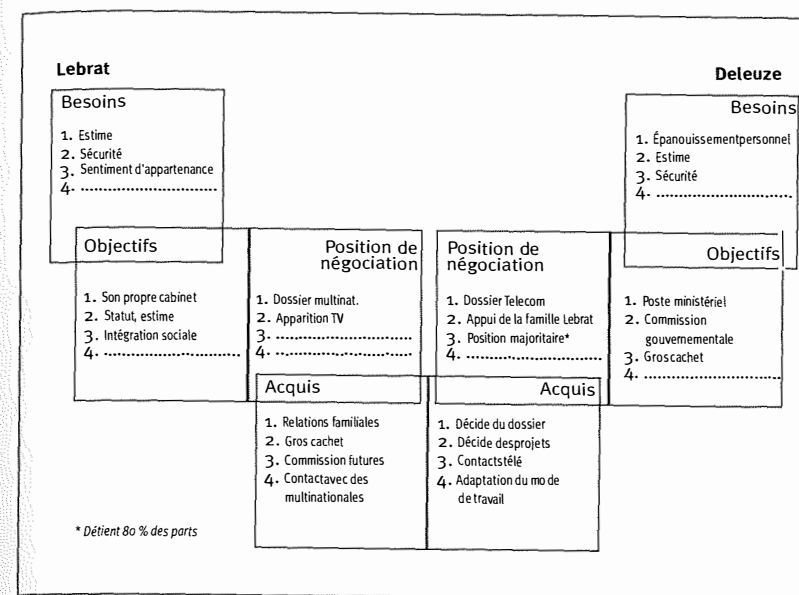 Lebrat
Besoins
1. Estime
2. Sécurité
3. Sentiment d'appartenance
4. ..............................
Deleuze
Besoins
1. Épanouissementpersonnel
2. Estime
3. Sécurité
4. ..............................
Objectifs
1. Son propre cabinet
2. Statut, estime
3. Intégration sociale
4. ..............................
Position de
négociation
1. Dossier multinat.
2. Apparition TV
3. ..............................
4. ..............................
Position de
négociation
1. Dossier Telecom
2. Appui de la famille Lebrat
3. Position majoritaire*
4. ..............................
Objectifs
1. Poste ministériel
2. Commission
gouvernementale
3. Groscachet
4. ..............................
Acquis
1. Relations familiales
2. Gros cachet
3. Commission futures
4. Contactavec des
multinationales
Acquis
1. Décide du dossier
2. Décide desprojets
3. Contactstélé
4. Adaptation du mode
de travail
* Détient 80 % des parts